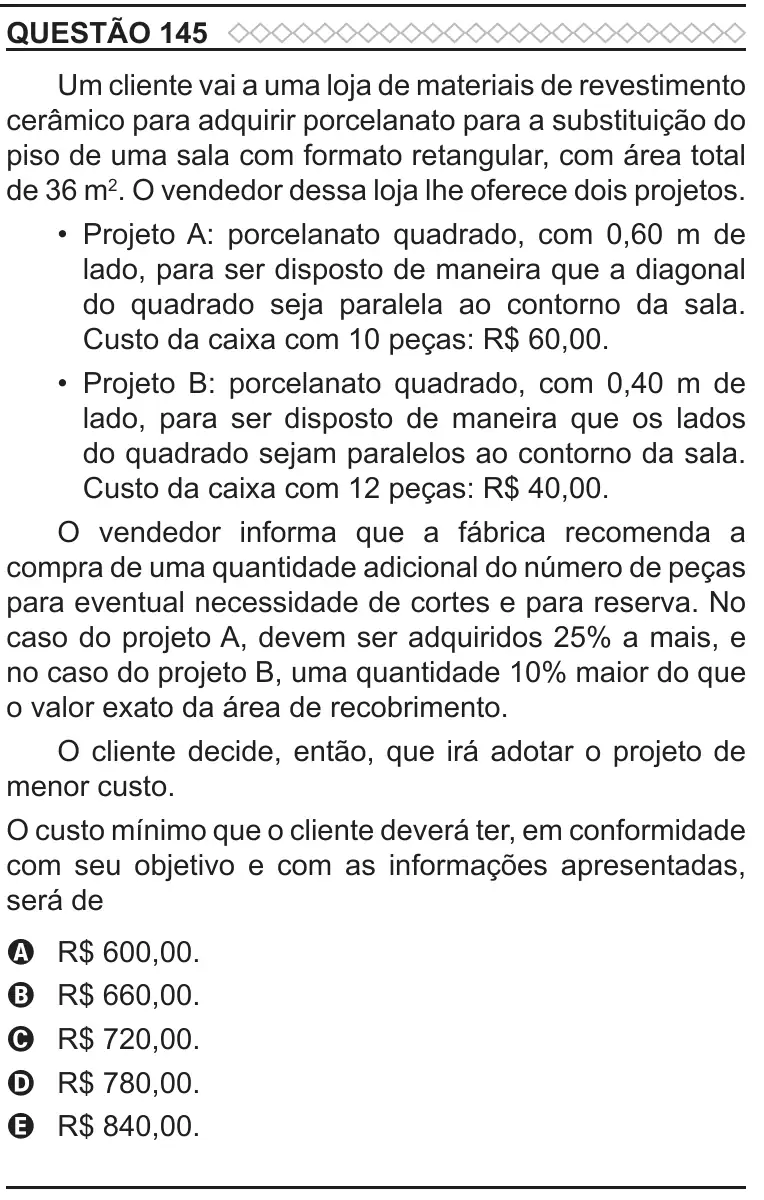 QUESTÃO 145
Um cliente vai a uma loja de materiais de revestimento
cerâmico para adquirir porcelanato para a substituição do
piso de uma sala com formato retangular, com área total
de 36 m². O vendedor dessa loja lhe oferece dois projetos.
• Projeto A: porcelanato quadrado, com 0,60 m de
lado, para ser disposto de maneira que a diagonal
do quadrado seja paralela ao contorno da sala.
Custo da caixa com 10 peças: R$ 60,00.
• Projeto B: porcelanato quadrado, com 0,40 m de
lado, para ser disposto de maneira que os lados
do quadrado sejam paralelos ao contorno da sala.
Custo da caixa com 12 peças: R$ 40,00.
O vendedor informa que a fábrica recomenda a
compra de uma quantidade adicional do número de peças
para eventual necessidade de cortes e para reserva. No
caso do projeto A, devem ser adquiridos 25% a mais, e
no caso do projeto B, uma quantidade 10% maior do que
o valor exato da área de recobrimento.
O cliente decide, então, que irá adotar o projeto de
menor custo.
O custo mínimo que o cliente deverá ter, em conformidade
com seu objetivo e com as informações apresentadas,
será de
A R$ 600,00.
B R$ 660,00.
C R$ 720,00.
D R$ 780,00.
E R$ 840,00.